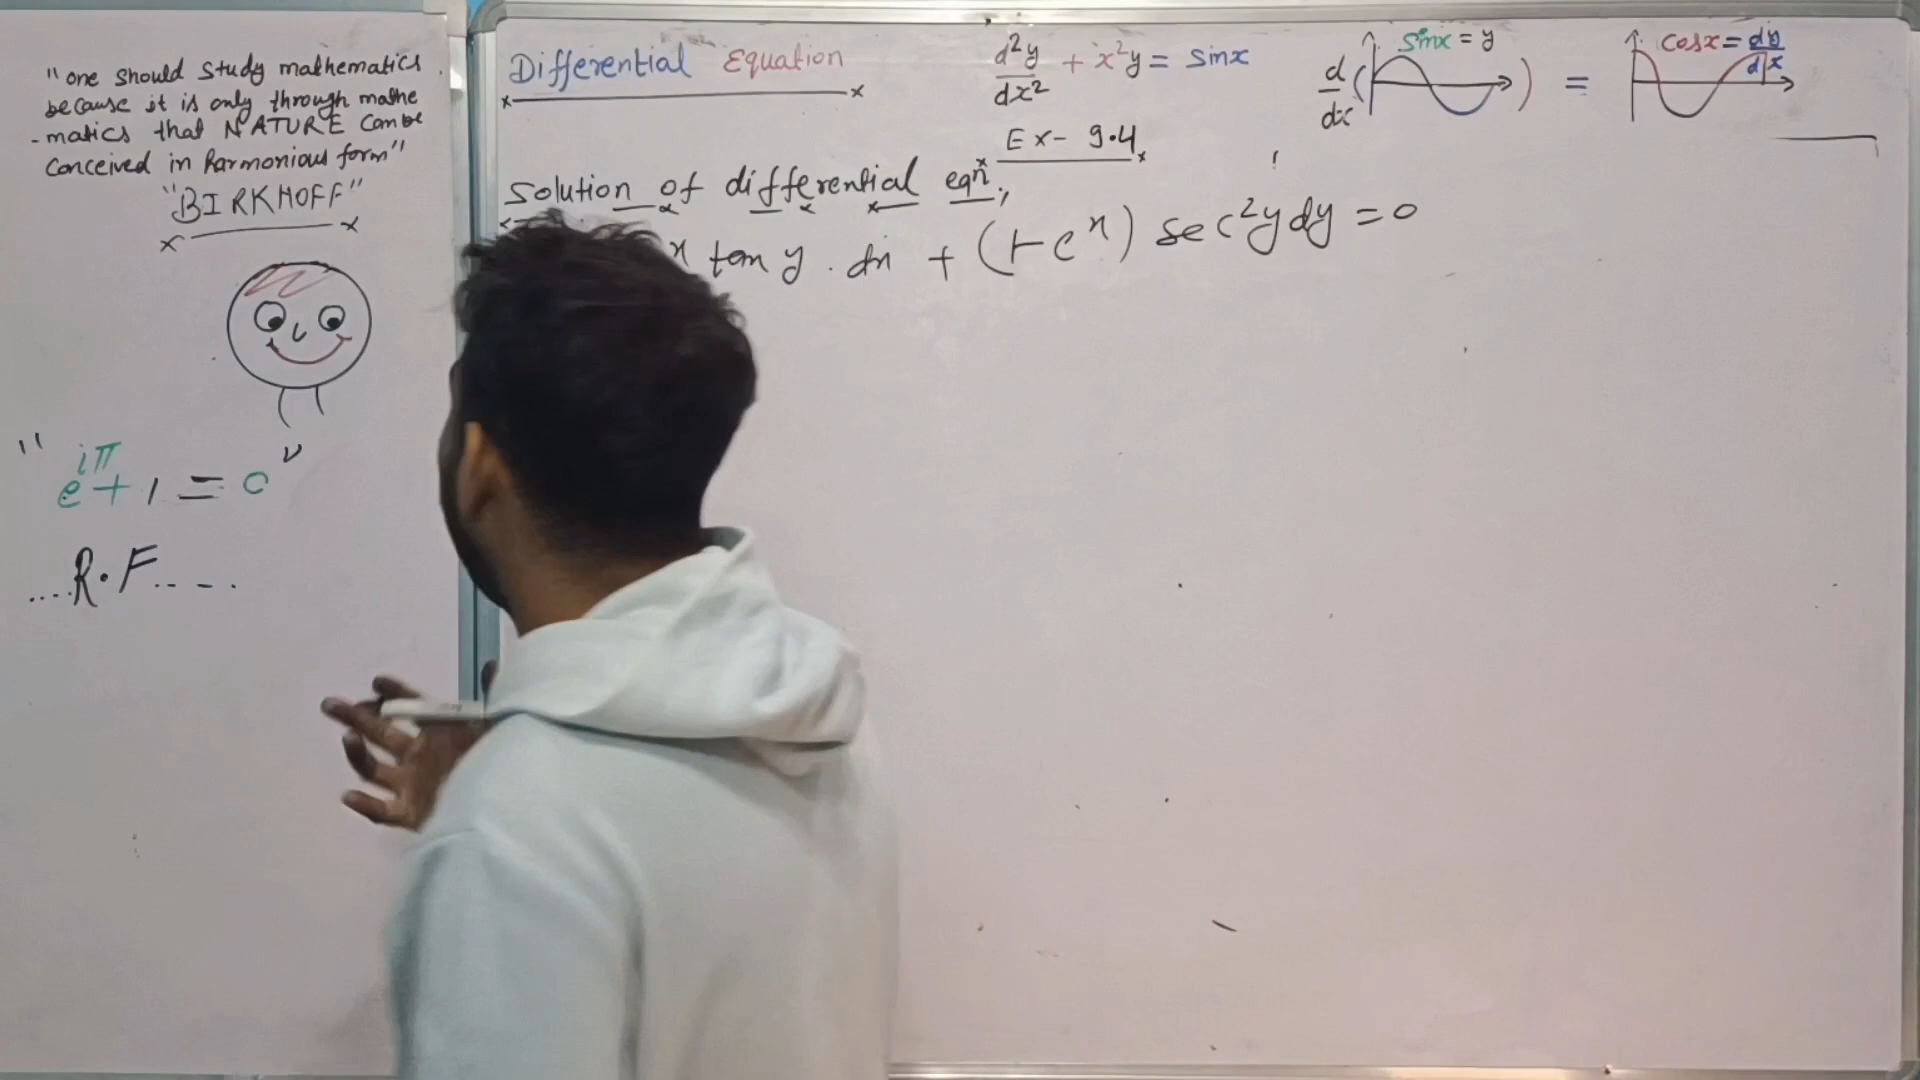 "one should study mathematics
because it is only through mathe
-matics that NATURE can be
conceived in harmonious form"
"BIRKHOFF"
" e^{iπ} + 1 = 0 "
....R.F.....
Differential Equation
d²y/dx² + x²y = sinx
d/dx ( sinx = y ) = cosx = dy/dx
Ex- 9.4
Solution of differential eqⁿ.,
x tan y . dx + (1-eˣ) sec²y dy = 0